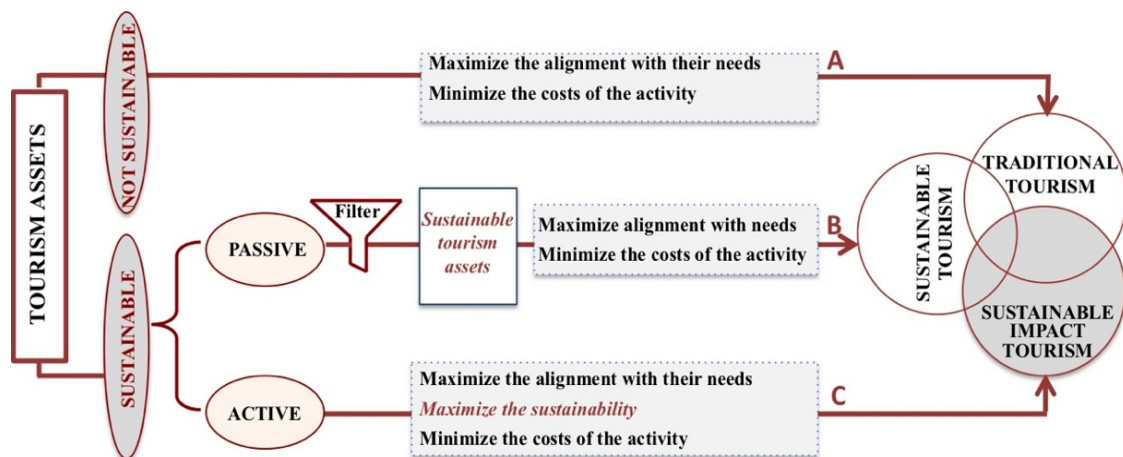 TOURISM ASSETS
NOT SUSTAINABLE
Maximize the alignment with their needs
Minimize the costs of the activity
A
TRADITIONAL
TOURISM
SUSTAINABLE
PASSIVE
Filter
Sustainable
tourism
assets
Maximize alignment with needs
Minimize the costs of the activity
B
SUSTAINABLE
TOURISM
ACTIVE
Maximize the alignment with their needs
Maximize the sustainability
Minimize the costs of the activity
C
SUSTAINABLE
IMPACT
TOURISM